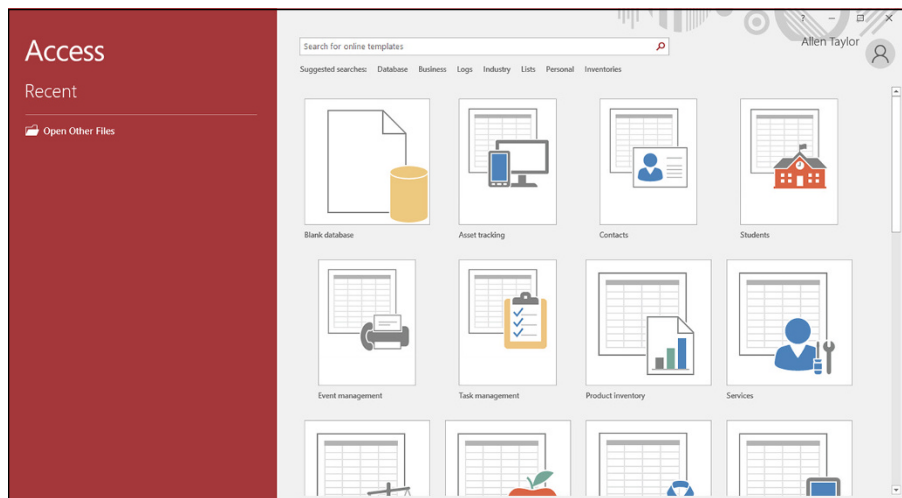 Access
Recent
Open Other Files
?
Allen Taylor
Search for online templates
Suggested searches: Database Business Logs Industry Lists Personal Inventories
Blank database Asset tracking Contacts Students
Event management Task management Product inventory Services